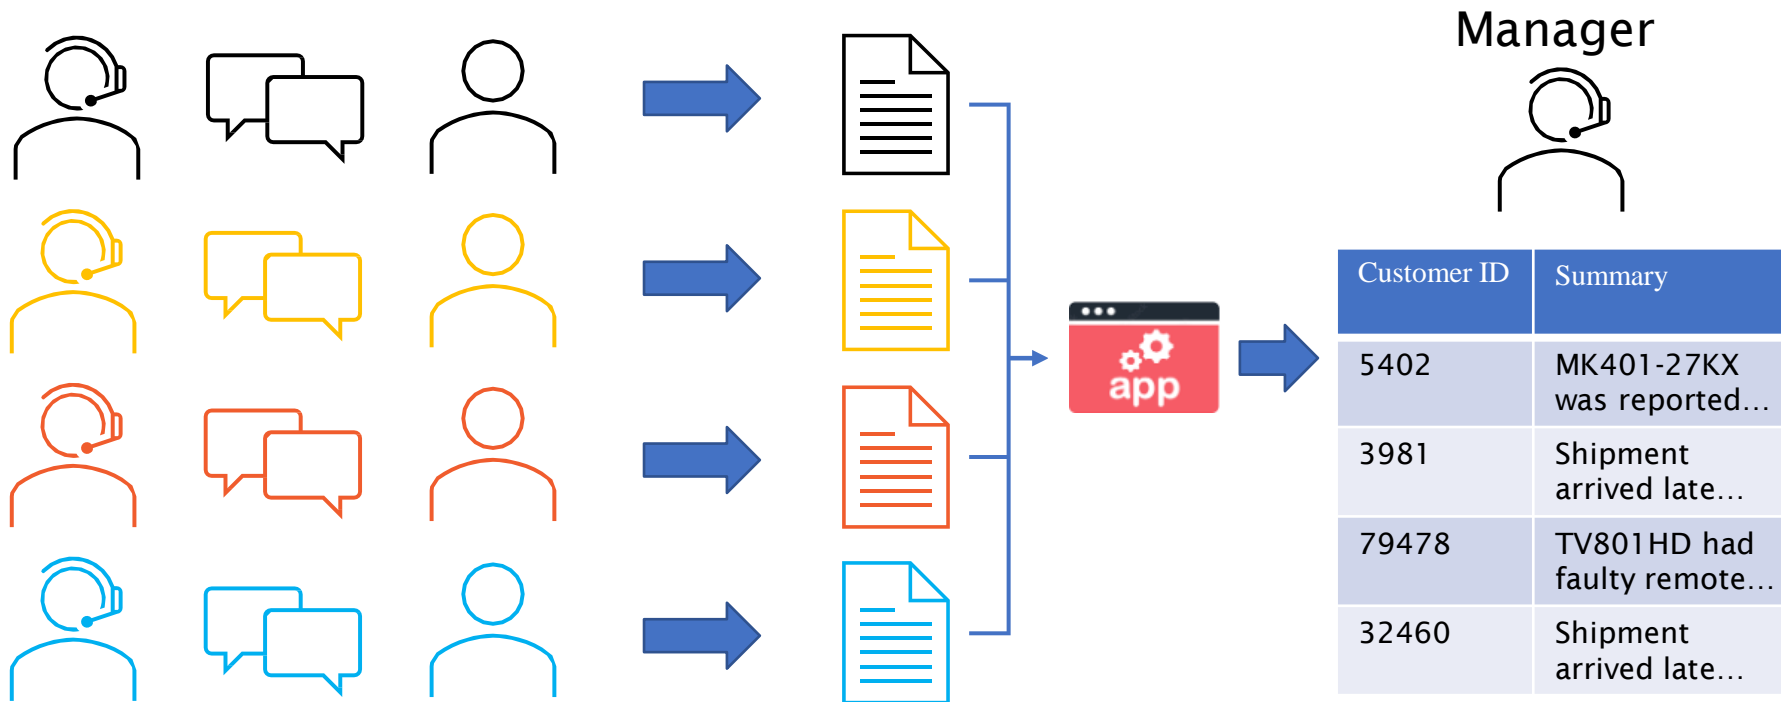 Manager
app
Customer ID
Summary
5402
MK401-27KX
was reported...
3981
Shipment
arrived late...
79478
TV801HD had
faulty remote...
32460
Shipment
arrived late...